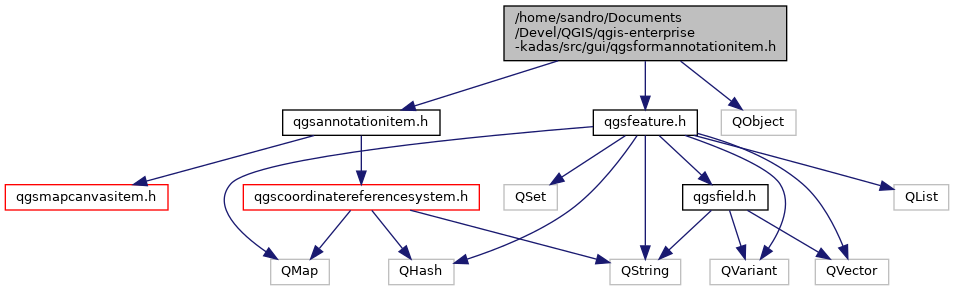 /home/sandro/Documents
/Devel/QGIS/qgis-enterprise
-kadas/src/gui/qgsformannotationitem.h
qgsannotationitem.h
qgsfeature.h
QObject
qgsmapcanvasitem.h
qgscoordinatereferencesystem.h
QSet
qgsfield.h
QList
QMap
QHash
QString
QVariant
QVector